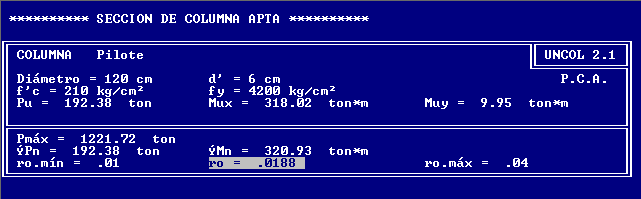 ********** SECCION DE COLUMNA APTA **********
COLUMNA Pilote
UNCOL 2.1
Diámetro = 120 cm d' = 6 cm P.C.A.
f'c = 210 kg/cm² fy = 4200 kg/cm²
Pu = 192.38 ton Mux = 318.02 ton*m Muy = 9.95 ton*m
Pmáx = 1221.72 ton
ýPn = 192.38 ton ýMn = 320.93 ton*m
ro.mín = .01 ro = .0188 ro.máx = .04